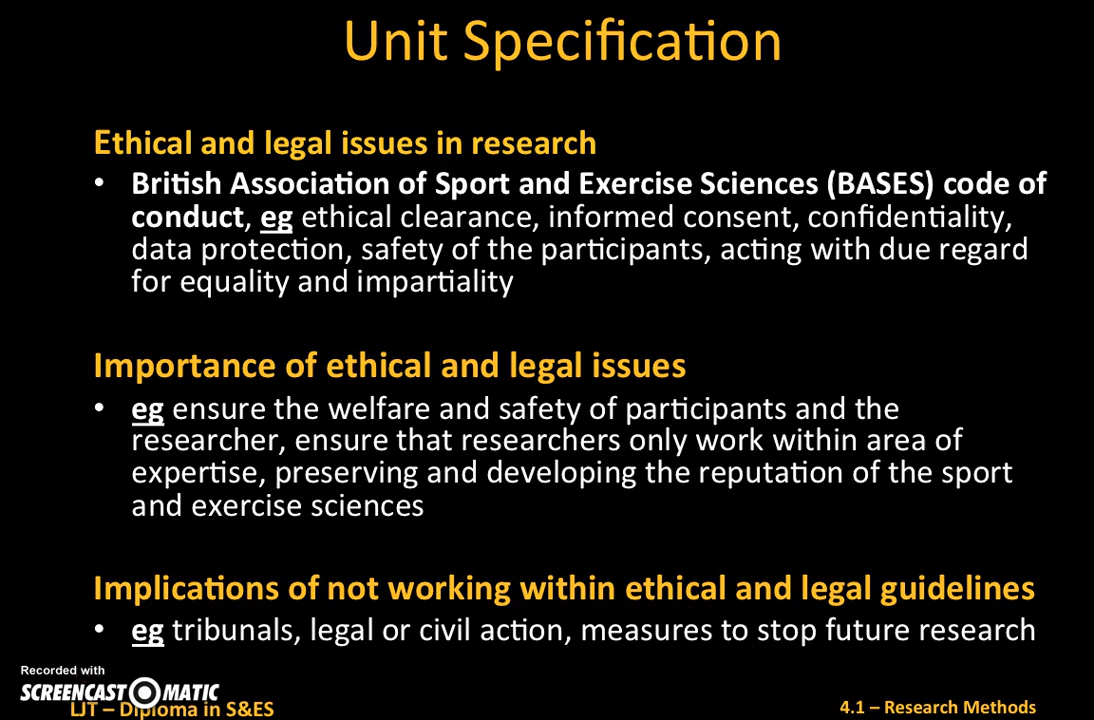 Unit Specification
Ethical and legal issues in research
• British Association of Sport and Exercise Sciences (BASES) code of
conduct, eg ethical clearance, informed consent, confidentiality,
data protection, safety of the participants, acting with due regard
for equality and impartiality
Importance of ethical and legal issues
• eg ensure the welfare and safety of participants and the
researcher, ensure that researchers only work within area of
expertise, preserving and developing the reputation of the sport
and exercise sciences
Implications of not working within ethical and legal guidelines
• eg tribunals, legal or civil action, measures to stop future research
Recorded with
SCREENCAST-O-MATIC
LJT – Diploma in S&ES
4.1 – Research Methods